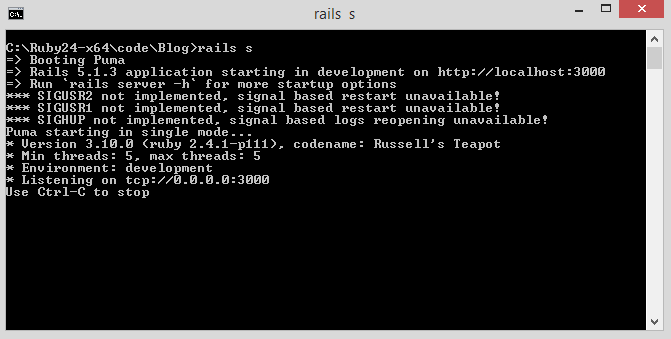 rails s
C:\Ruby24-x64\code\Blog>rails s
=> Booting Puma
=> Rails 5.1.3 application starting in development on http://localhost:3000
=> Run `rails server -h` for more startup options
*** SIGUSR2 not implemented, signal based restart unavailable!
*** SIGUSR1 not implemented, signal based restart unavailable!
*** SIGHUP not implemented, signal based logs reopening unavailable!
Puma starting in single mode...
* Version 3.10.0 (ruby 2.4.1-p111), codename: Russell's Teapot
* Min threads: 5, max threads: 5
* Environment: development
* Listening on tcp://0.0.0.0:3000
Use Ctrl-C to stop